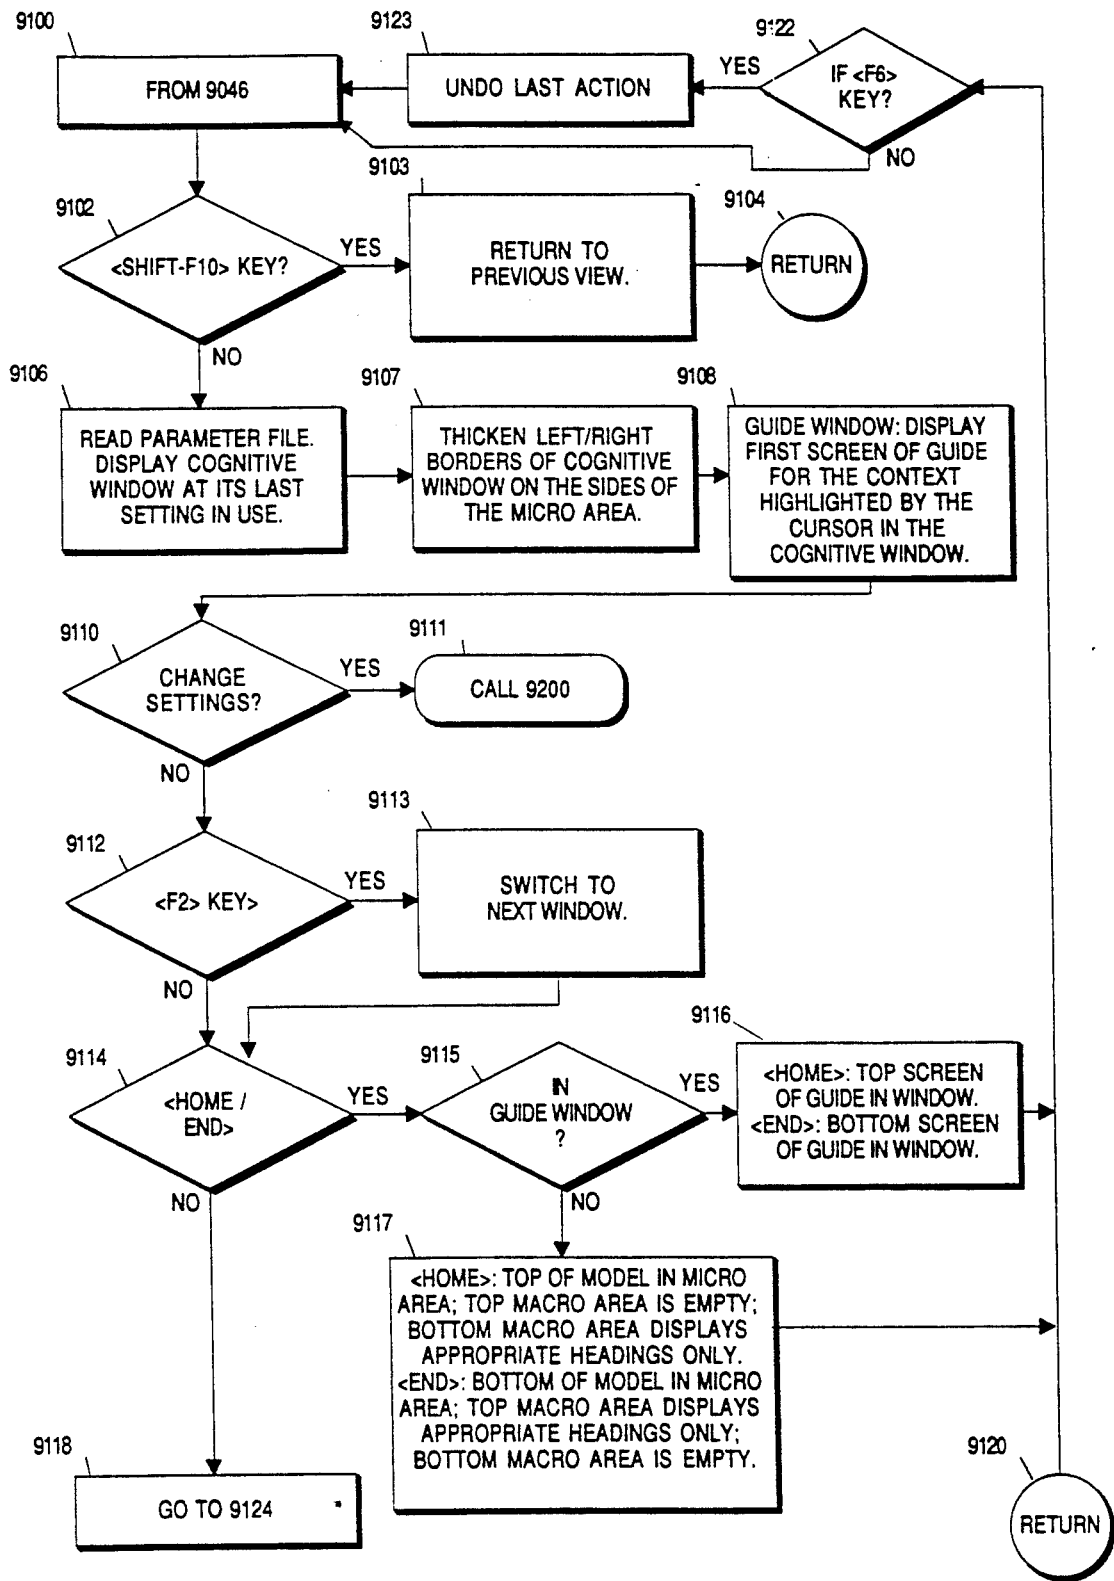 9100
FROM 9046
9123
UNDO LAST ACTION
9122
IF <F6>
KEY?
YES
NO
9102
<SHIFT-F10> KEY?
YES
NO
9103
RETURN TO
PREVIOUS VIEW.
9104
RETURN
9106
READ PARAMETER FILE.
DISPLAY COGNITIVE
WINDOW AT ITS LAST
SETTING IN USE.
9107
THICKEN LEFT/RIGHT
BORDERS OF COGNITIVE
WINDOW ON THE SIDES OF
THE MICRO AREA.
9108
GUIDE WINDOW: DISPLAY
FIRST SCREEN OF GUIDE
FOR THE CONTEXT
HIGHLIGHTED BY THE
CURSOR IN THE
COGNITIVE WINDOW.
9110
CHANGE
SETTINGS?
YES
NO
9111
CALL 9200
9112
<F2> KEY>
YES
NO
9113
SWITCH TO
NEXT WINDOW.
9114
<HOME /
END>
YES
NO
9115
IN
GUIDE WINDOW
?
YES
NO
9116
<HOME>: TOP SCREEN
OF GUIDE IN WINDOW.
<END>: BOTTOM SCREEN
OF GUIDE IN WINDOW.
9117
<HOME>: TOP OF MODEL IN MICRO
AREA; TOP MACRO AREA IS EMPTY;
BOTTOM MACRO AREA DISPLAYS
APPROPRIATE HEADINGS ONLY.
<END>: BOTTOM OF MODEL IN MICRO
AREA; TOP MACRO AREA DISPLAYS
APPROPRIATE HEADINGS ONLY;
BOTTOM MACRO AREA IS EMPTY.
9118
GO TO 9124
9120
RETURN